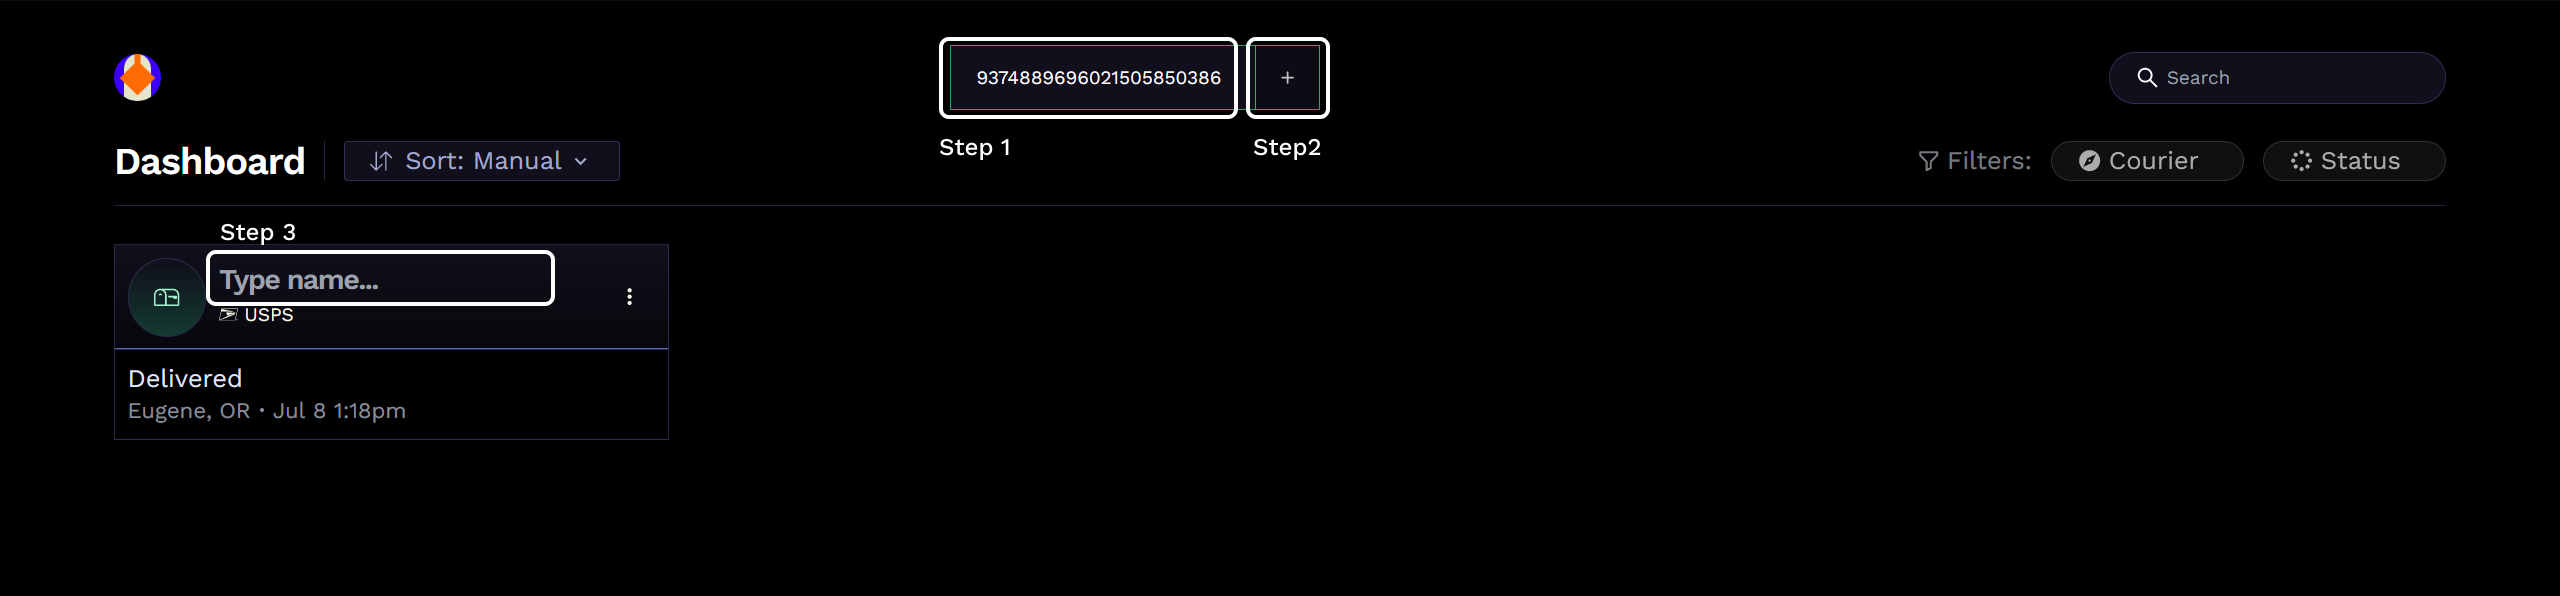 9374889696021505850386
+
Search
Step 1
Step2
Dashboard
Sort: Manual
Filters:
Courier
Status
Step 3
Type name...
USPS
Delivered
Eugene, OR • Jul 8 1:18pm